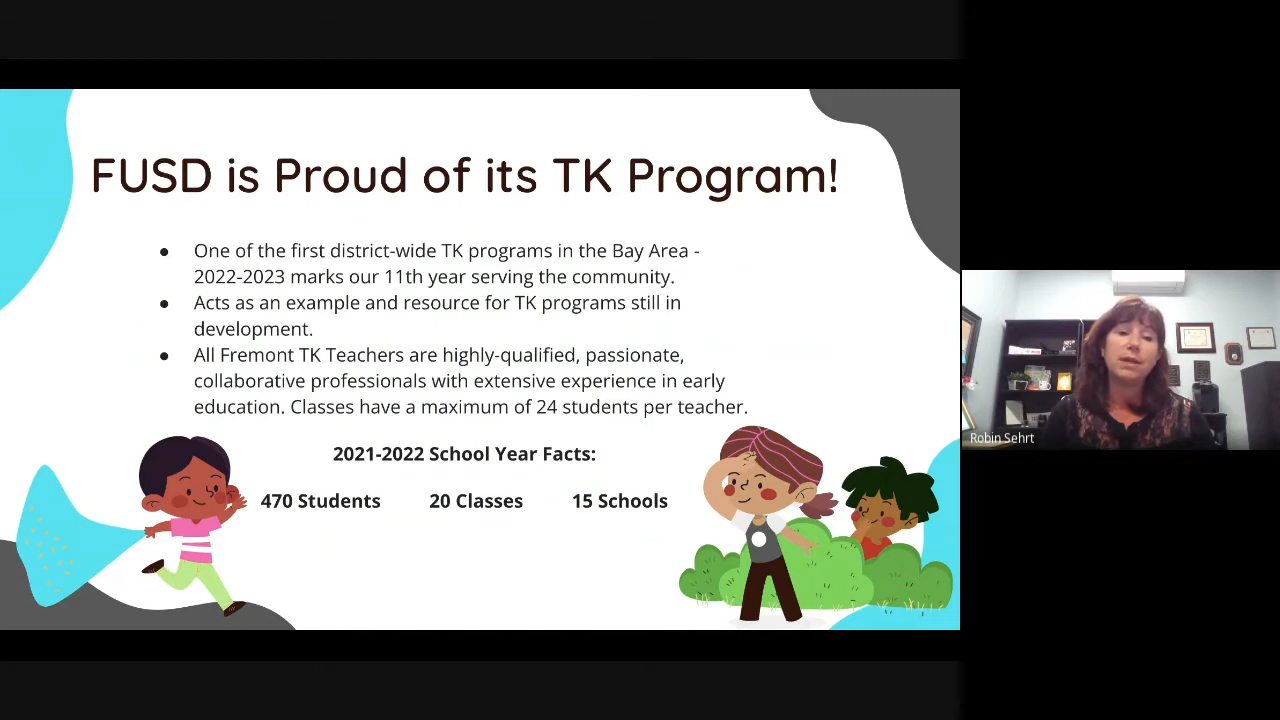 FUSD is Proud of its TK Program!
● One of the first district-wide TK programs in the Bay Area -
2022-2023 marks our 11th year serving the community.
● Acts as an example and resource for TK programs still in
development.
● All Fremont TK Teachers are highly-qualified, passionate,
collaborative professionals with extensive experience in early
education. Classes have a maximum of 24 students per teacher.
2021-2022 School Year Facts:
470 Students 20 Classes 15 Schools
Robin Sehrt